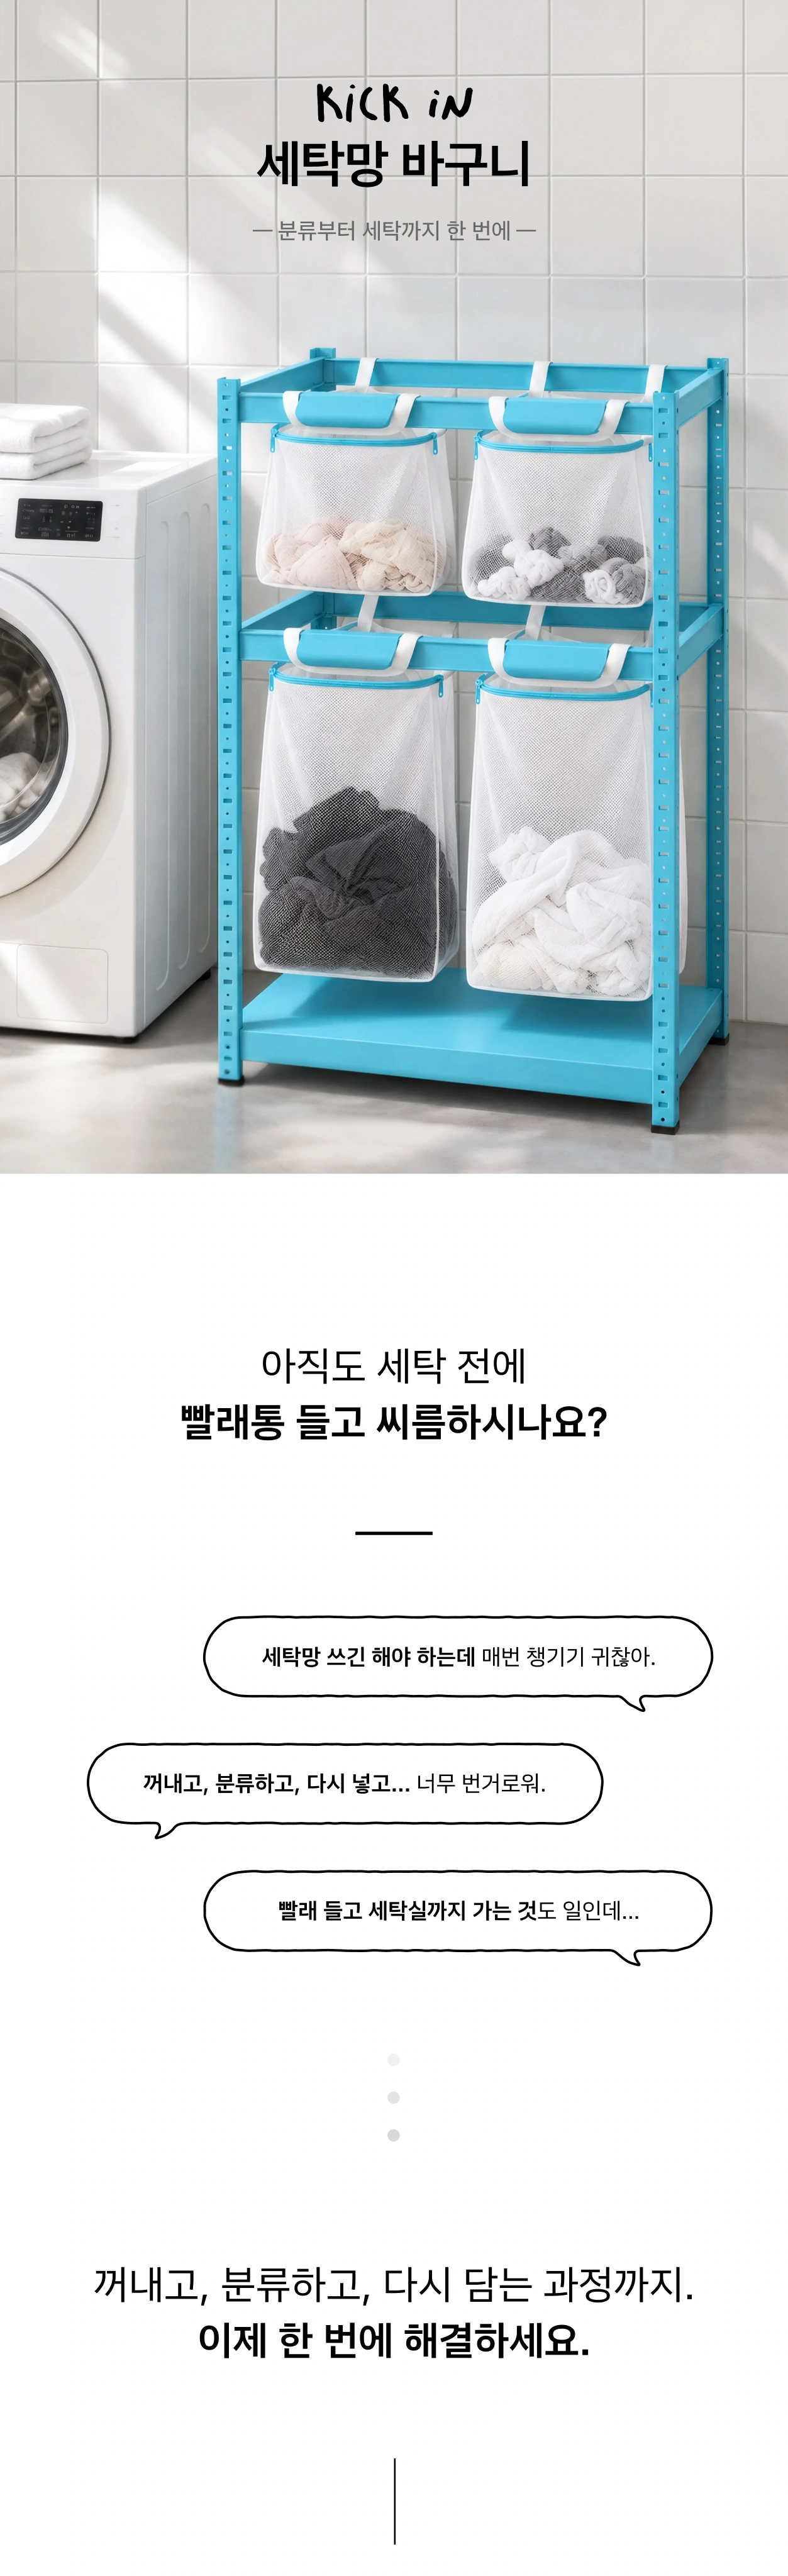 KiCK iN
세탁망 바구니
— 분류부터 세탁까지 한 번에 —
아직도 세탁 전에
빨래통 들고 씨름하시나요?
세탁망 쓰긴 해야 하는데 매번 챙기기 귀찮아.
꺼내고, 분류하고, 다시 넣고... 너무 번거로워.
빨래 들고 세탁실까지 가는 것도 일인데...
꺼내고, 분류하고, 다시 담는 과정까지.
이제 한 번에 해결하세요.